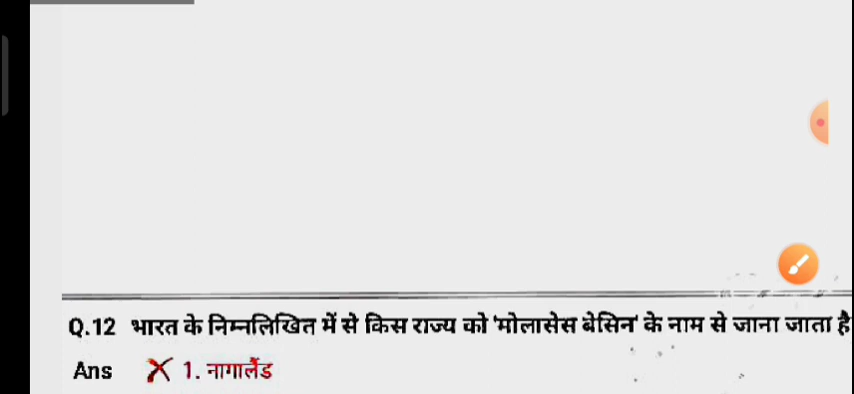 Q.12 भारत के निम्नलिखित में से किस राज्य को 'मोलासेस बेसिन' के नाम से जाना जाता है
Ans 1. नागालैंड